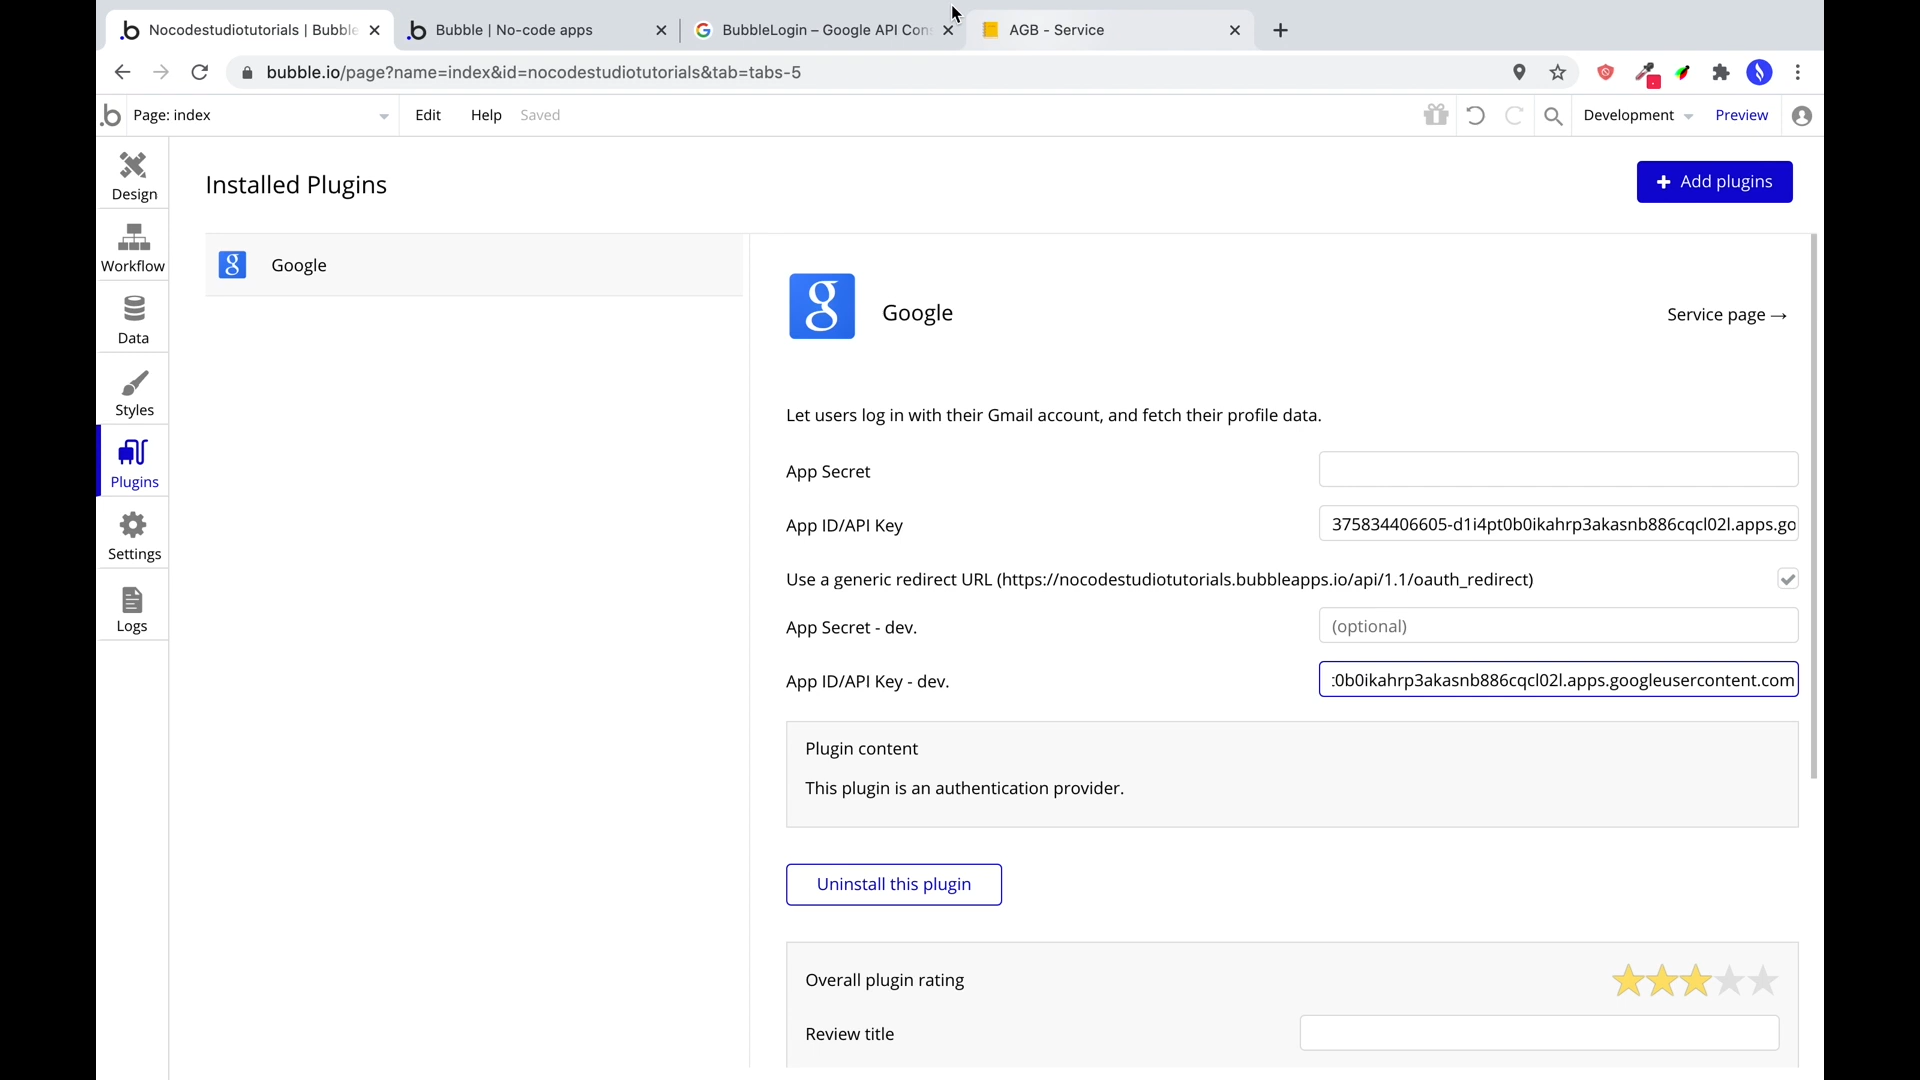 Nocodestudiotutorials | Bubble
Bubble | No-code apps
BubbleLogin – Google API Con
AGB - Service
bubble.io/page?name=index&id=nocodestudiotutorials&tab=tabs-5
.b
Page: index
Edit
Help
Saved
Development
Preview
Design
Workflow
Data
Styles
Plugins
Settings
Logs
Installed Plugins
+ Add plugins
Google
Google
Service page →
Let users log in with their Gmail account, and fetch their profile data.
App Secret
App ID/API Key
375834406605-d1i4pt0b0ikahrp3akasnb886cqcl02l.apps.go
Use a generic redirect URL (https://nocodestudiotutorials.bubbleapps.io/api/1.1/oauth_redirect)
App Secret - dev.
(optional)
App ID/API Key - dev.
:0b0ikahrp3akasnb886cqcl02l.apps.googleusercontent.com
Plugin content
This plugin is an authentication provider.
Uninstall this plugin
Overall plugin rating
Review title